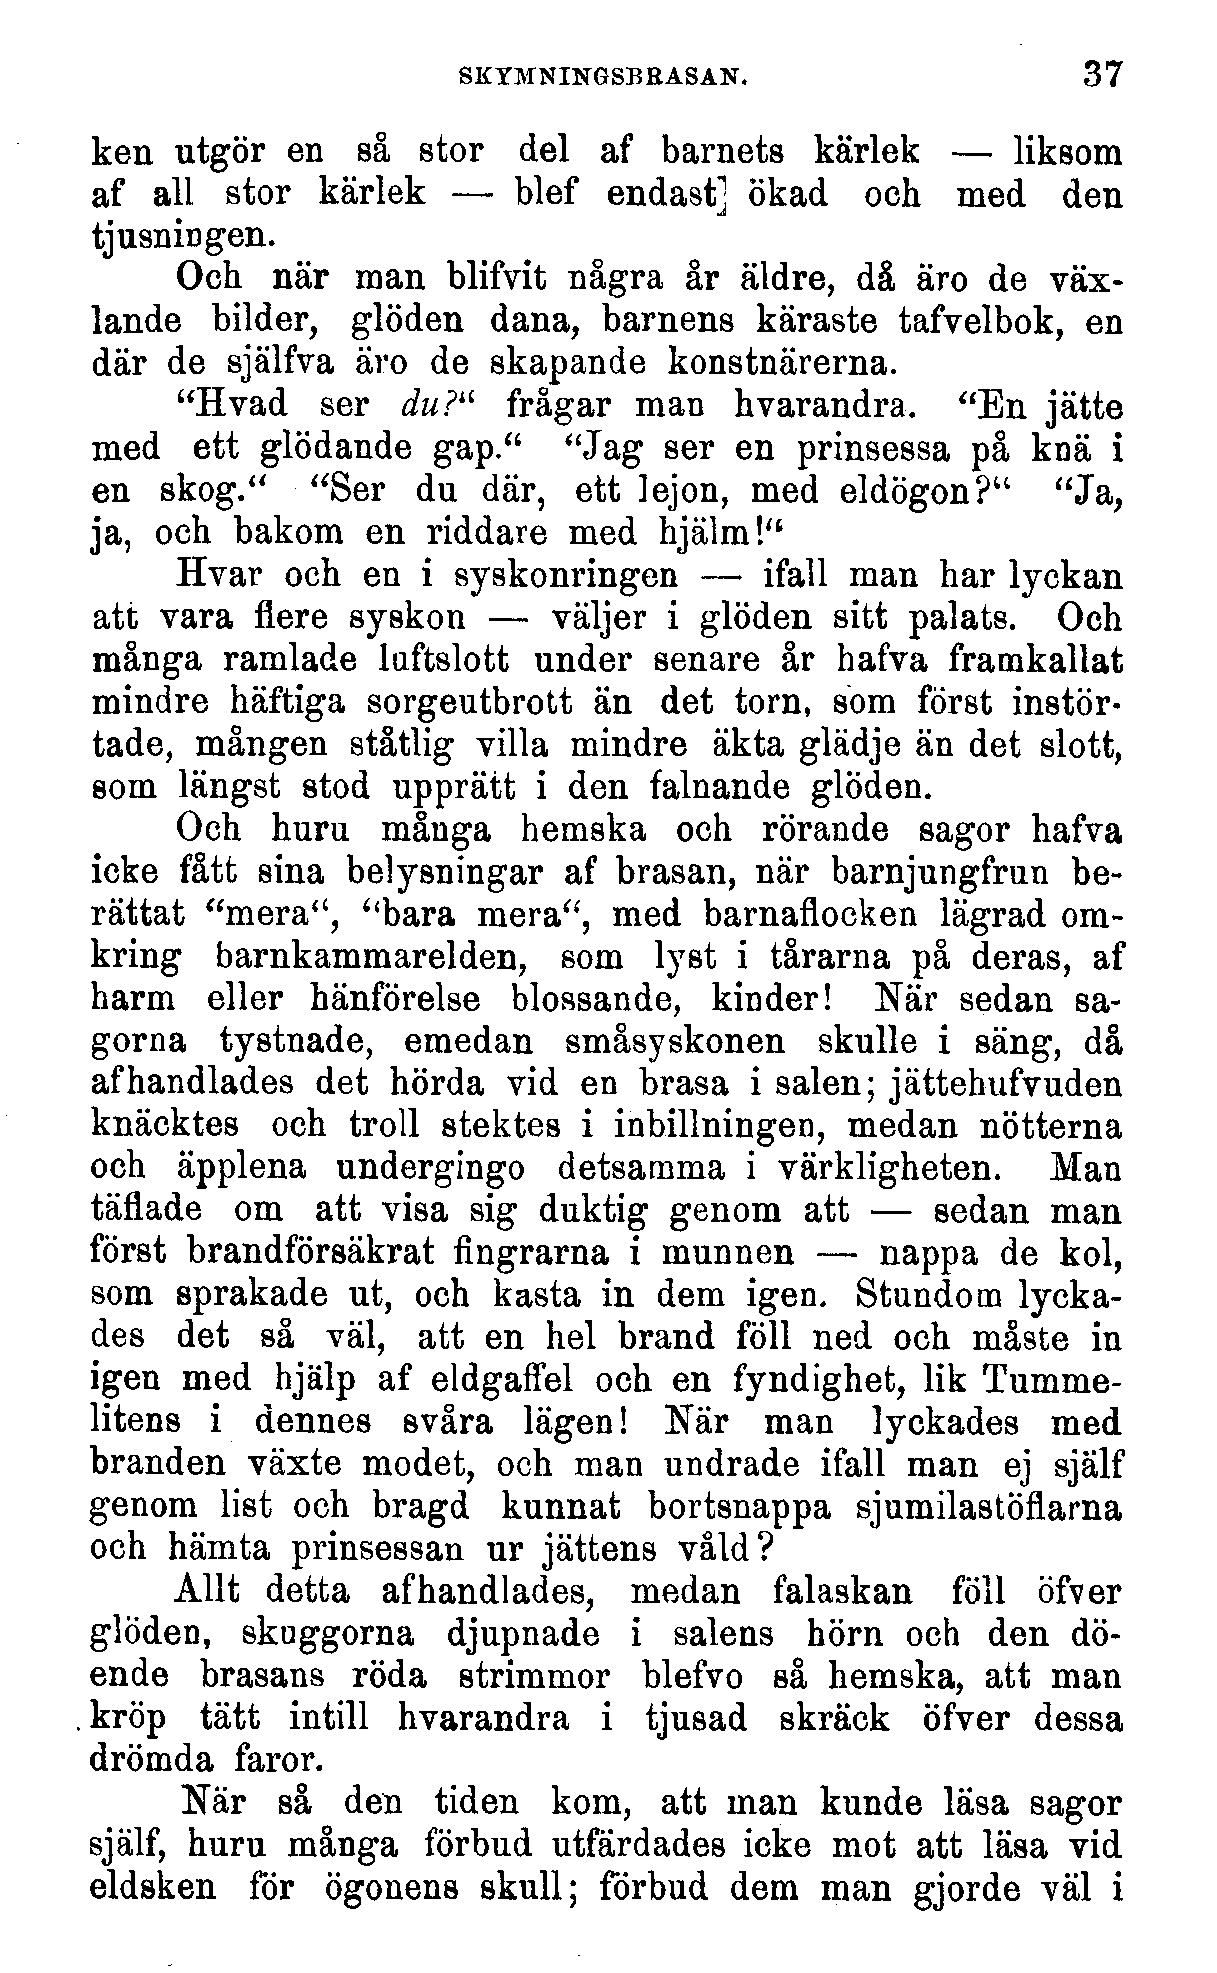 SKYMNINGSBRASAN. 37
ken utgör en så stor del af barnets kärlek — liksom
af all stor kärlek — blef endast] ökad och med den
tjusningen.
Och när man blifvit några år äldre, då äro de väx-
lande bilder, glöden dana, barnens käraste tafvelbok, en
där de själfva äro de skapande konstnärerna.
“Hvad ser du?“ frågar man hvarandra. “En jätte
med ett glödande gap.“ “Jag ser en prinsessa på knä i
en skog.“ “Ser du där, ett lejon, med eldögon?“ “Ja,
ja, och bakom en riddare med hjälm!“
Hvar och en i syskonringen — ifall man har lyckan
att vara flere syskon — väljer i glöden sitt palats. Och
många ramlade luftslott under senare år hafva framkallat
mindre häftiga sorgeutbrott än det torn, som först instör-
tade, mången ståtlig villa mindre äkta glädje än det slott,
som längst stod upprätt i den falnande glöden.
Och huru många hemska och rörande sagor hafva
icke fått sina belysningar af brasan, när barnjungfrun be-
rättat “mera“, “bara mera“, med barnaflocken lägrad om-
kring barnkammarelden, som lyst i tårarna på deras, af
harm eller hänförelse blossande, kinder! När sedan sa-
gorna tystnade, emedan småsyskonen skulle i säng, då
afhandlades det hörda vid en brasa i salen; jättehufvuden
knäcktes och troll stektes i inbillningen, medan nötterna
och äpplena undergingo detsamma i värkligheten. Man
täflade om att visa sig duktig genom att — sedan man
först brandförsäkrat fingrarna i munnen — nappa de kol,
som sprakade ut, och kasta in dem igen. Stundom lycka-
des det så väl, att en hel brand föll ned och måste in
igen med hjälp af eldgaffel och en fyndighet, lik Tumme-
litens i dennes svåra lägen! När man lyckades med
branden växte modet, och man undrade ifall man ej själf
genom list och bragd kunnat bortsnappa sjumilastöflarna
och hämta prinsessan ur jättens våld?
Allt detta afhandlades, medan falaskan föll öfver
glöden, skuggorna djupnade i salens hörn och den dö-
ende brasans röda strimmor blefvo så hemska, att man
kröp tätt intill hvarandra i tjusad skräck öfver dessa
drömda faror.
När så den tiden kom, att man kunde läsa sagor
själf, huru många förbud utfärdades icke mot att läsa vid
eldsken för ögonens skull; förbud dem man gjorde väl i